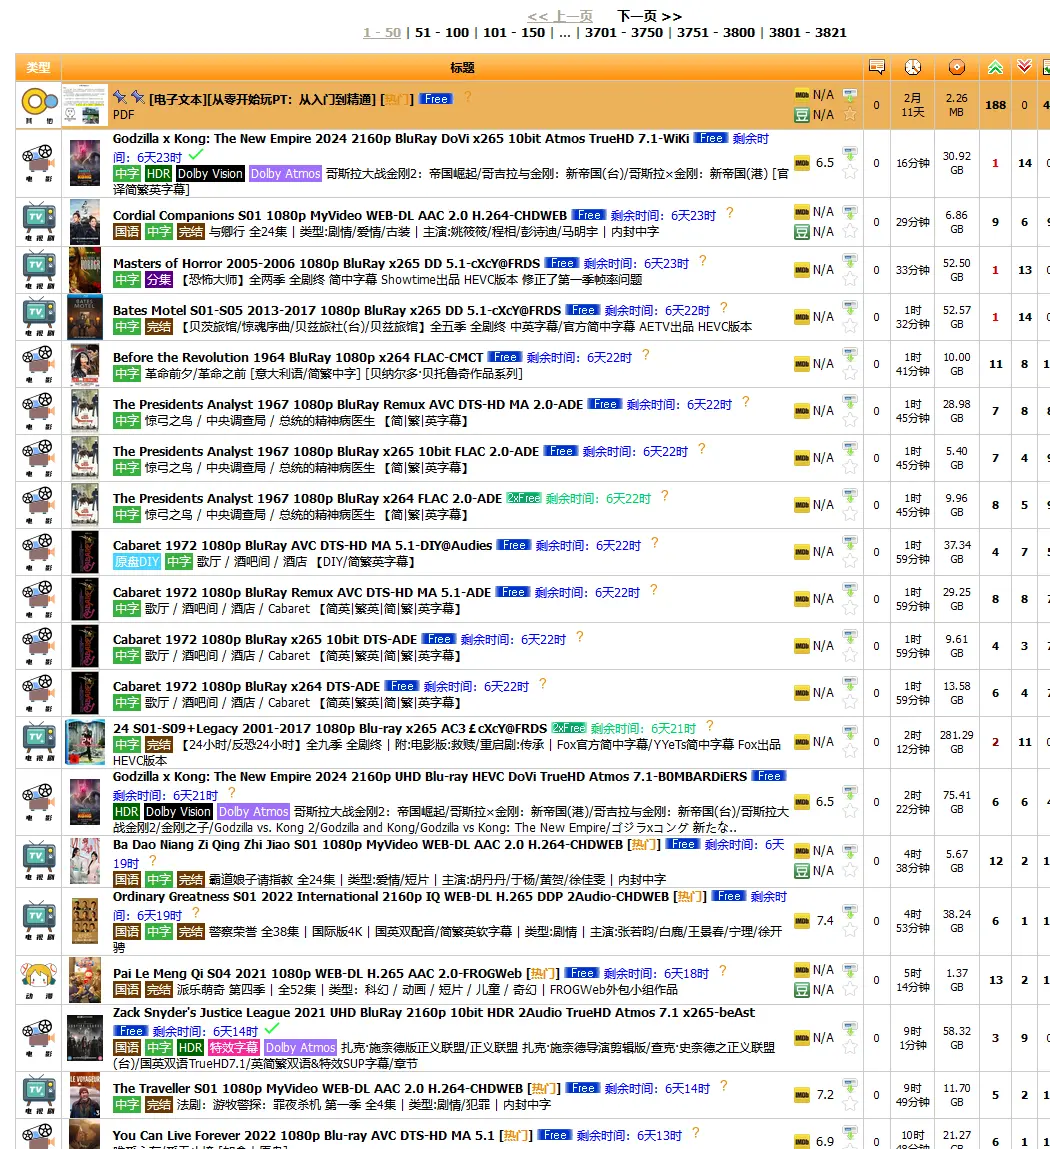 << 上一页 下一页 >>
1 - 50 | 51 - 100 | 101 - 150 | ... | 3701 - 3750 | 3751 - 3800 | 3801 - 3821
类型 标题
其他 [电子文本][从零开始玩PT：从入门到精通] [热门] Free ? IMDb N/A 0 2月 2.26 188 0 4
PDF 豆 N/A 11天 MB
Godzilla x Kong: The New Empire 2024 2160p BluRay DoVi x265 10bit Atmos TrueHD 7.1-WiKi Free 剩余时
间：6天23时
电影 中字 HDR Dolby Vision Dolby Atmos 哥斯拉大战金刚2：帝国崛起/哥吉拉与金刚：新帝国(台)/哥斯拉×金刚：新帝国(港) [官 IMDb 6.5 0 16分钟 30.92 GB 1 14
译简繁英字幕]
Cordial Companions S01 1080p MyVideo WEB-DL AAC 2.0 H.264-CHDWEB Free 剩余时间：6天23时 ? IMDb N/A 0 29分钟 6.86 GB 9 6
电视剧 国语 中字 完结 与卿行 全24集 | 类型:剧情/爱情/古装 | 主演:姚筱筱/程相/彭诗迪/马明宇 | 内封中字 豆 N/A
Masters of Horror 2005-2006 1080p BluRay x265 DD 5.1-cXcY@FRDS Free 剩余时间：6天23时 ? IMDb N/A 0 33分钟 52.50 GB 1 13
电视剧 中字 分集 【恐怖大师】全两季 全剧终 简中字幕 Showtime出品 HEVC版本 修正了第一季帧率问题
Bates Motel S01-S05 2013-2017 1080p BluRay x265 DD 5.1-cXcY@FRDS Free 剩余时间：6天22时 ? IMDb N/A 0 1时 32分钟 52.57 GB 1 14
电视剧 中字 完结 【贝茨旅馆/惊魂序曲/贝兹旅社(台)/贝兹旅馆】全五季 全剧终 中英字幕/官方简中字幕 AETV出品 HEVC版本
Before the Revolution 1964 BluRay 1080p x264 FLAC-CMCT Free 剩余时间：6天22时 ? IMDb N/A 0 1时 41分钟 10.00 GB 11 8
电影 中字 革命前夕/革命之前 [意大利语/简繁中字] [贝纳尔多·贝托鲁奇作品系列]
The Presidents Analyst 1967 1080p BluRay Remux AVC DTS-HD MA 2.0-ADE Free 剩余时间：6天22时 ? IMDb N/A 0 1时 45分钟 28.98 GB 7 8
电影 中字 惊弓之鸟 / 中央调查局 / 总统的精神病医生 【简|繁|英字幕】
The Presidents Analyst 1967 1080p BluRay x265 10bit FLAC 2.0-ADE Free 剩余时间：6天22时 ? IMDb N/A 0 1时 45分钟 5.40 GB 7 4
电影 中字 惊弓之鸟 / 中央调查局 / 总统的精神病医生 【简|繁|英字幕】
The Presidents Analyst 1967 1080p BluRay x264 FLAC 2.0-ADE 2xFree 剩余时间：6天22时 ? IMDb N/A 0 1时 45分钟 9.96 GB 8 5
电影 中字 惊弓之鸟 / 中央调查局 / 总统的精神病医生 【简|繁|英字幕】
Cabaret 1972 1080p BluRay AVC DTS-HD MA 5.1-DIY@Audies Free 剩余时间：6天22时 ? IMDb N/A 0 1时 59分钟 37.34 GB 4 7
电影 原盘DIY 中字 歌厅 / 酒吧间 / 酒店 【DIY/简繁英字幕】
Cabaret 1972 1080p BluRay Remux AVC DTS-HD MA 5.1-ADE Free 剩余时间：6天22时 ? IMDb N/A 0 1时 59分钟 29.25 GB 8 8
电影 中字 歌厅 / 酒吧间 / 酒店 / Cabaret 【简英|繁英|简|繁|英字幕】
Cabaret 1972 1080p BluRay x265 10bit DTS-ADE Free 剩余时间：6天22时 ? IMDb N/A 0 1时 59分钟 9.61 GB 4 3
电影 中字 歌厅 / 酒吧间 / 酒店 / Cabaret 【简英|繁英|简|繁|英字幕】
Cabaret 1972 1080p BluRay x264 DTS-ADE Free 剩余时间：6天22时 ? IMDb N/A 0 1时 59分钟 13.58 GB 6 4
电影 中字 歌厅 / 酒吧间 / 酒店 / Cabaret 【简英|繁英|简|繁|英字幕】
24 S01-S09+Legacy 2001-2017 1080p Blu-ray x265 AC3￡cXcY@FRDS 2xFree 剩余时间：6天21时 ? IMDb N/A 0 2时 12分钟 281.29 GB 2 11
电视剧 中字 完结 【24小时/反恐24小时】全九季 全剧终 | 附:电影版:救赎/重启剧:传承 | Fox官方简中字幕/YYeTs简中字幕 Fox出品
HEVC版本
Godzilla x Kong: The New Empire 2024 2160p UHD Blu-ray HEVC DoVi TrueHD Atmos 7.1-B0MBARDiERS Free
剩余时间：6天21时 ?
电影 HDR Dolby Vision Dolby Atmos 哥斯拉大战金刚2：帝国崛起/哥斯拉×金刚：新帝国(港)/哥吉拉与金刚：新帝国(台)/哥斯拉大 IMDb 6.5 0 2时 22分钟 75.41 GB 6 6
战金刚2/金刚之子/Godzilla vs. Kong 2/Godzilla and Kong/Godzilla vs Kong: The New Empire/ゴジラxコング 新たな..
Ba Dao Niang Zi Qing Zhi Jiao S01 1080p MyVideo WEB-DL AAC 2.0 H.264-CHDWEB [热门] Free 剩余时间：6天
19时 ? IMDb N/A 0 4时 38分钟 5.67 GB 12 2
电视剧 国语 中字 完结 霸道娘子请指教 全24集 | 类型:爱情/短片 | 主演:胡丹丹/于杨/黄贺/徐佳雯 | 内封中字 豆 N/A
Ordinary Greatness S01 2022 International 2160p IQ WEB-DL H.265 DDP 2Audio-CHDWEB [热门] Free 剩余时
间：6天19时 ? IMDb 7.4 0 4时 53分钟 38.24 GB 6 1
电视剧 国语 中字 完结 警察荣誉 全38集 | 国际版4K | 国英双配音/简繁英软字幕 | 类型:剧情 | 主演:张若昀/白鹿/王景春/宁理/徐开
骋
Pai Le Meng Qi S04 2021 1080p WEB-DL H.265 AAC 2.0-FROGWeb [热门] Free 剩余时间：6天18时 ? IMDb N/A 0 5时 14分钟 1.37 GB 13 2
动漫 国语 完结 派乐萌奇 第四季 | 全52集 | 类型：科幻 / 动画 / 短片 / 儿童 / 奇幻 | FROGWeb外包小组作品 豆 N/A
Zack Snyder's Justice League 2021 UHD BluRay 2160p 10bit HDR 2Audio TrueHD Atmos 7.1 x265-beAst
Free 剩余时间：6天14时
电影 国语 中字 HDR 特效字幕 Dolby Atmos 扎克·施奈德版正义联盟/正义联盟 扎克·施奈德导演剪辑版/查克·史奈德之正义联盟 IMDb N/A 0 9时 1分钟 58.32 GB 3 9
(台)/国英双语TrueHD7.1/英简繁双语&特效SUP字幕/章节
The Traveller S01 1080p MyVideo WEB-DL AAC 2.0 H.264-CHDWEB [热门] Free 剩余时间：6天14时 ? IMDb 7.2 0 9时 49分钟 11.70 GB 5 2
电视剧 中字 完结 法剧：游牧警探：罪夜杀机 第一季 全4集 | 类型:剧情/犯罪 | 内封中字
You Can Live Forever 2022 1080p Blu-ray AVC DTS-HD MA 5.1 [热门] Free 剩余时间：6天13时 ? IMDb 6.9 0 10时 21.27 GB 6 1